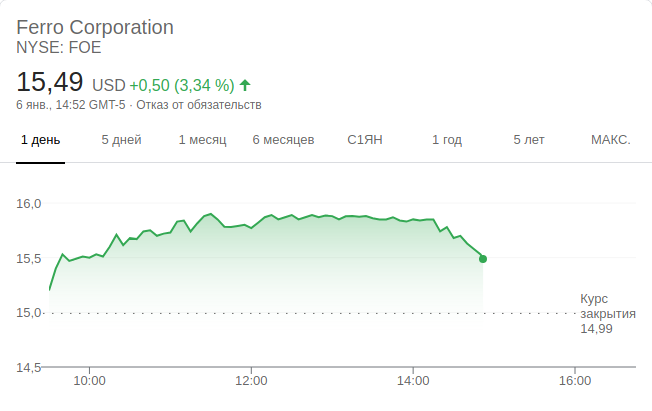 Ferro Corporation
NYSE: FOE
15,49 USD +0,50 (3,34 %)
6 янв., 14:52 GMT-5 · Отказ от обязательств
1 день 5 дней 1 месяц 6 месяцев С1ЯН 1 год 5 лет МАКС.
16,0
15,5
Курс
15,0 закрытия
14,99
14,5
10:00 12:00 14:00 16:00